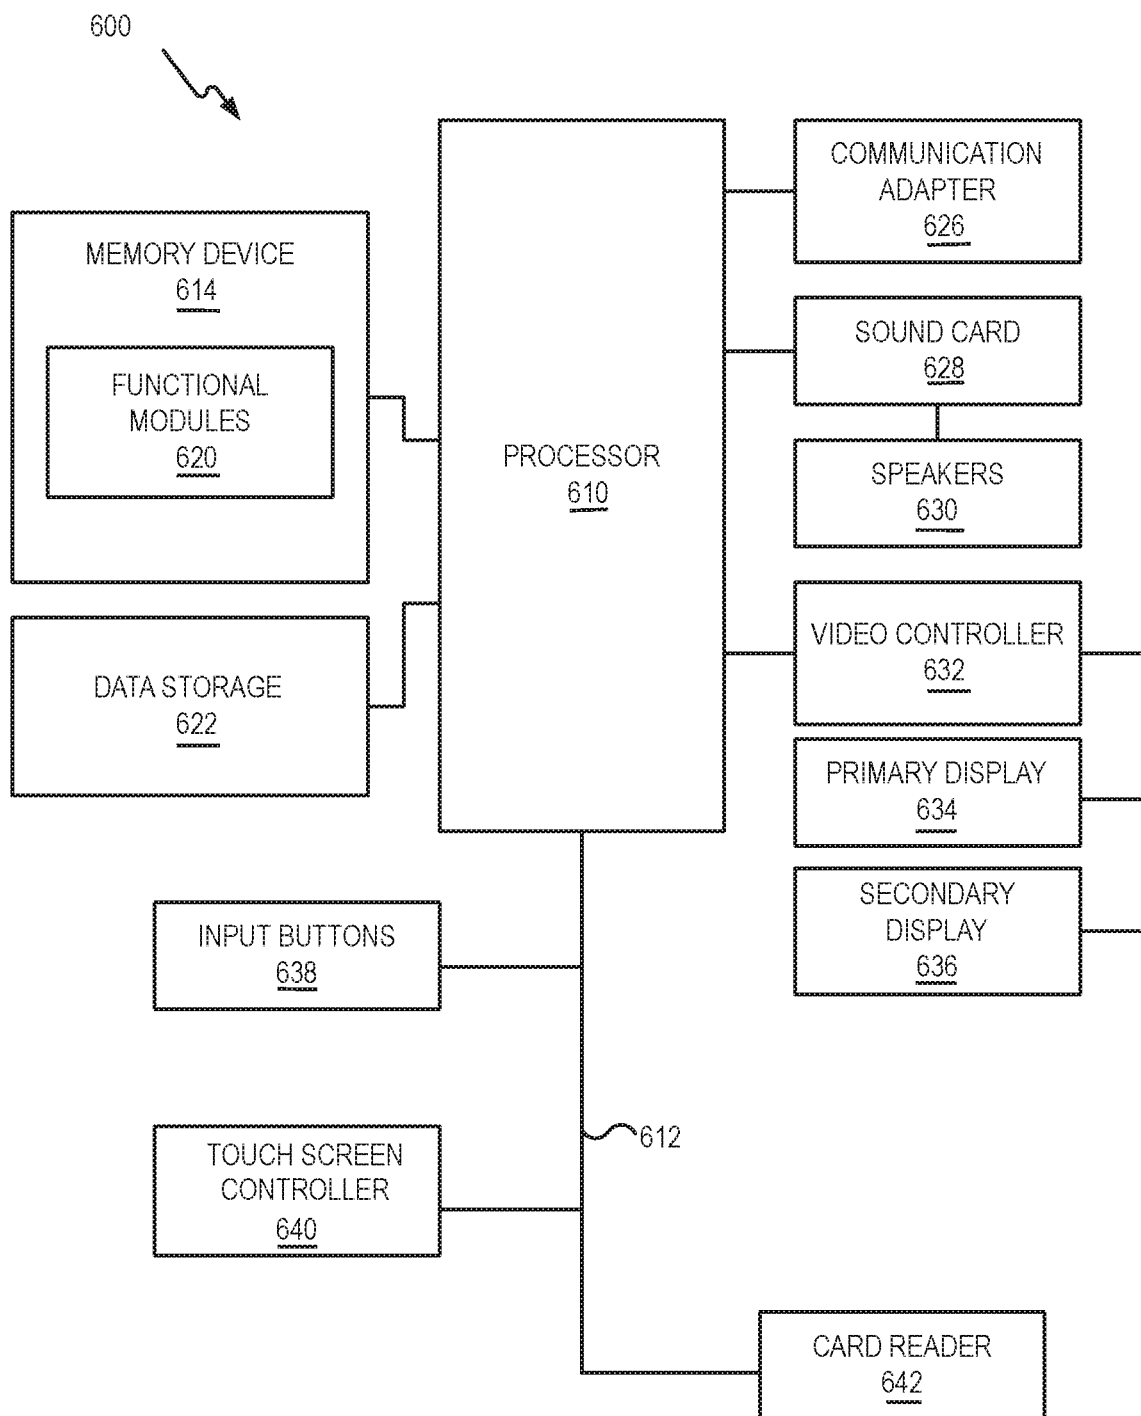 600
COMMUNICATION
ADAPTER
626
MEMORY DEVICE
614
SOUND CARD
628
FUNCTIONAL
MODULES
620
PROCESSOR
610
SPEAKERS
630
VIDEO CONTROLLER
632
DATA STORAGE
622
PRIMARY DISPLAY
634
SECONDARY
DISPLAY
636
INPUT BUTTONS
638
612
TOUCH SCREEN
CONTROLLER
640
CARD READER
642